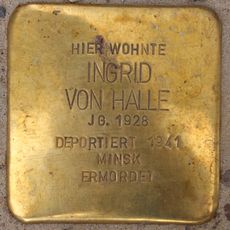 HIER WOHNTE
INGRID
VON HALLE
JG. 1928
DEPORTIERT 1941
MINSK
ERMORDET